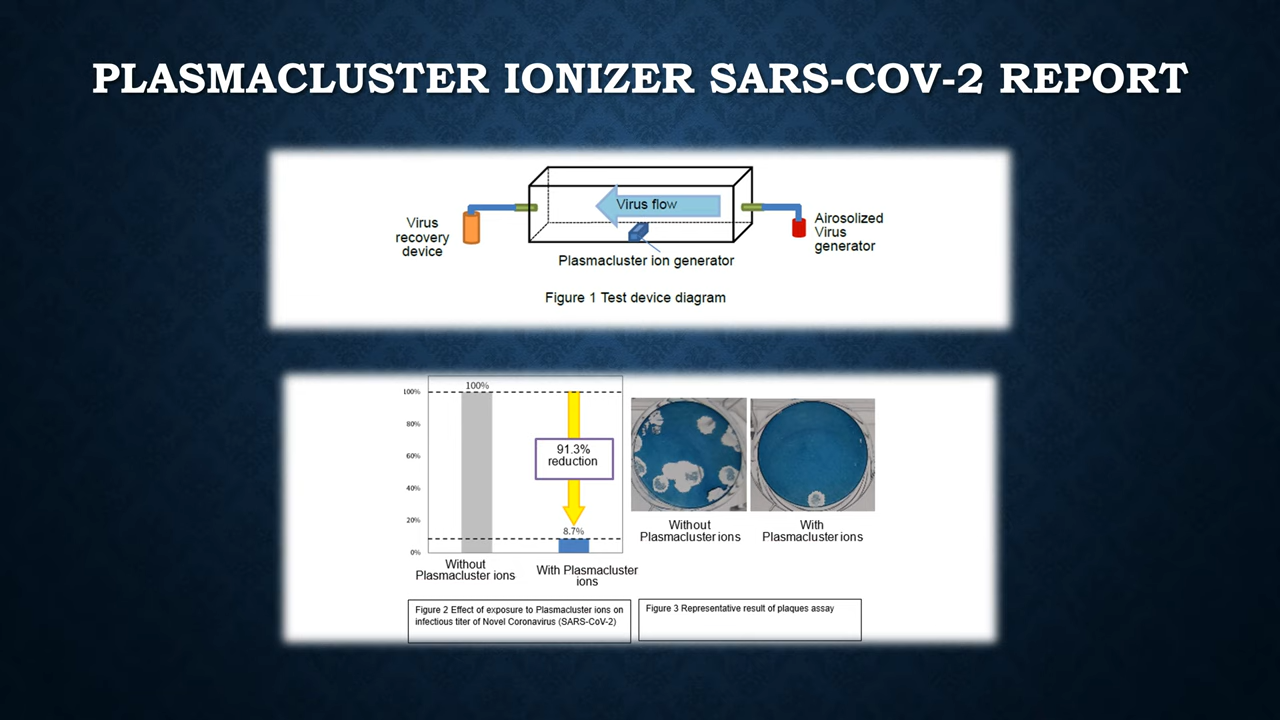 PLASMACLUSTER IONIZER SARS-COV-2 REPORT
Virus
recovery
device
Virus flow
Airosolized
Virus
generator
Plasmacluster ion generator
Figure 1 Test device diagram
100%
80%
60%
40%
20%
0%
100%
91.3%
reduction
8.7%
Without
Plasmacluster ions
With Plasmacluster
ions
Without
Plasmacluster ions
With
Plasmacluster ions
Figure 2 Effect of exposure to Plasmacluster ions on
infectious titer of Novel Coronavirus (SARS-CoV-2)
Figure 3 Representative result of plaques assay